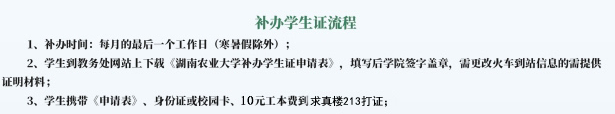 补办学生证流程
1、补办时间：每月的最后一个工作日（寒暑假除外）；
2、学生到教务处网站上下载《湖南农业大学补办学生证申请表》，填写后学院签字盖章，需更改火车到站信息的需提供
证明材料；
3、学生携带《申请表》、身份证或校园卡、10元工本费到求真楼213打证；